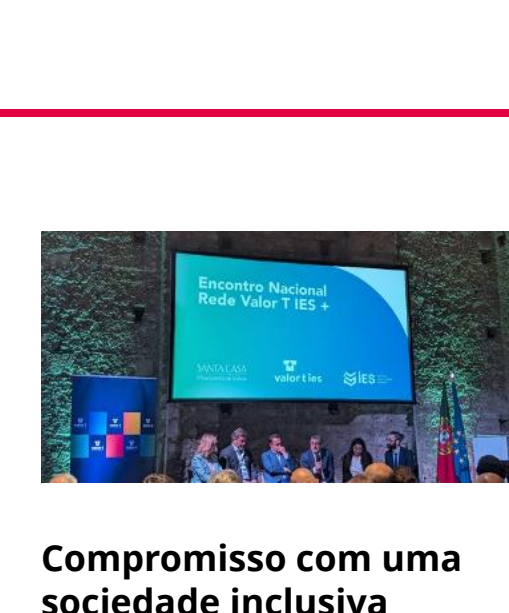 Encontro Nacional
Rede Valor T IES +
SANTA CASA
valor t ies
IES
Compromisso com uma
sociedade inclusiva